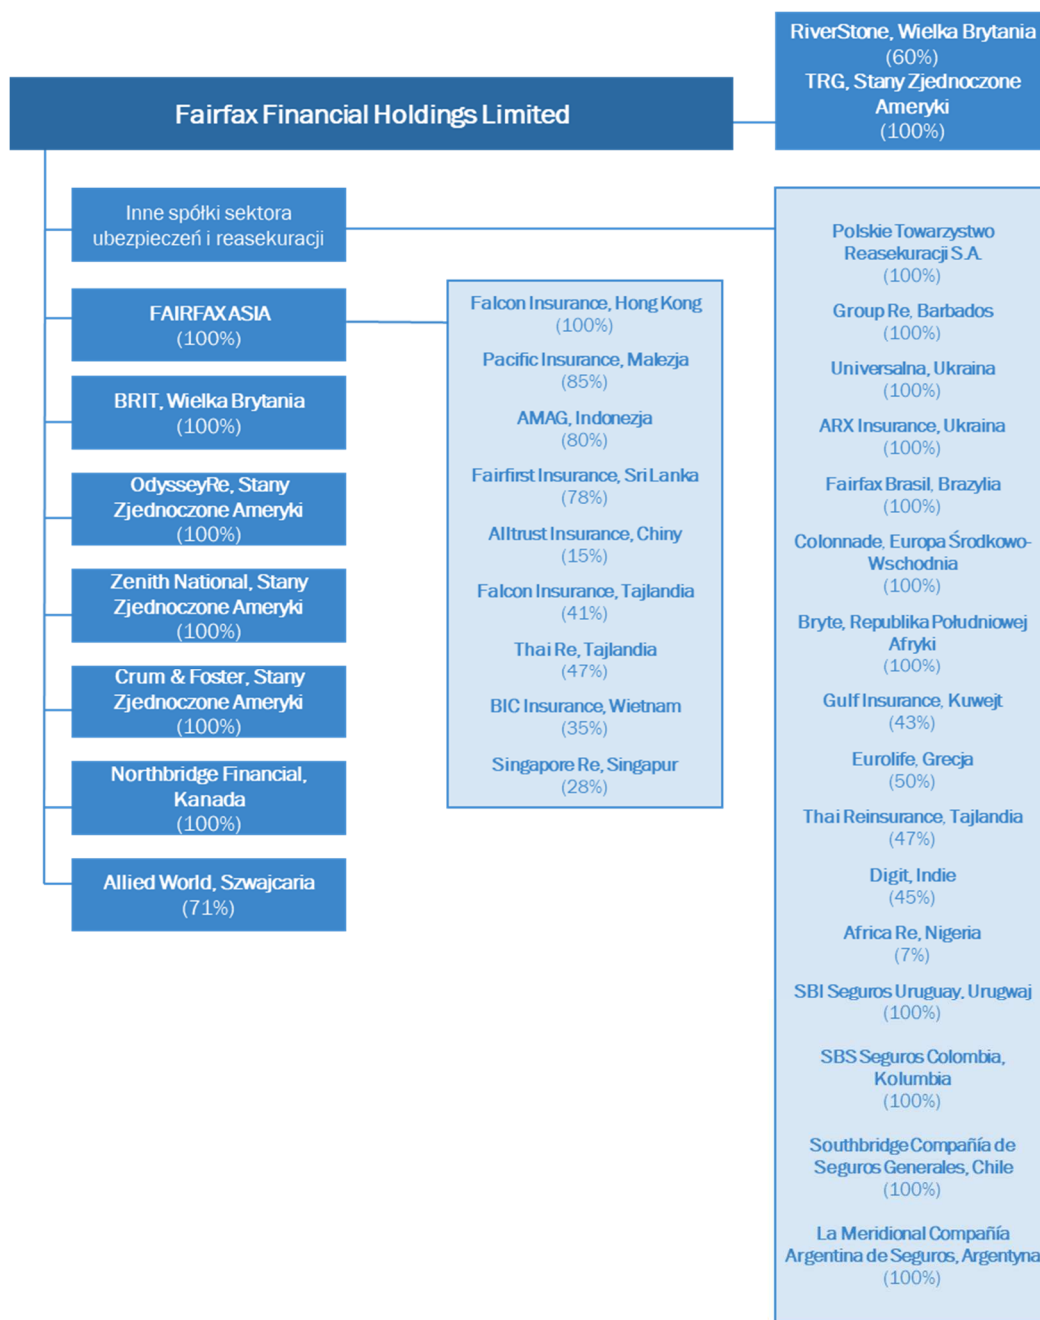 RiverStone, Wielka Brytania
(60%)
TRG, Stany Zjednoczone
Ameryki
(100%)
Fairfax Financial Holdings Limited
Inne spółki sektora
ubezpieczeń i reasekuracji
FAIRFAX ASIA
(100%)
BRIT, Wielka Brytania
(100%)
OdysseyRe, Stany
Zjednoczone Ameryki
(100%)
Zenith National, Stany
Zjednoczone Ameryki
(100%)
Crum & Foster, Stany
Zjednoczone Ameryki
(100%)
Northbridge Financial,
Kanada
(100%)
Allied World, Szwajcaria
(71%)
Falcon Insurance, Hong Kong
(100%)
Pacific Insurance, Malezja
(85%)
AMAG, Indonezja
(80%)
Fairfirst Insurance, Sri Lanka
(78%)
Alltrust Insurance, Chiny
(15%)
Falcon Insurance, Tajlandia
(41%)
Thai Re, Tajlandia
(47%)
BIC Insurance, Wietnam
(35%)
Singapore Re, Singapur
(28%)
Polskie Towarzystwo
Reasekuracji S.A.
(100%)
Group Re, Barbados
(100%)
Universalna, Ukraina
(100%)
ARX Insurance, Ukraina
(100%)
Fairfax Brasil, Brazylia
(100%)
Colonnade, Europa Środkowo-
Wschodnia
(100%)
Bryte, Republika Południowej
Afryki
(100%)
Gulf Insurance, Kuwejt
(43%)
Eurolife, Grecja
(50%)
Thai Reinsurance, Tajlandia
(47%)
Digit, Indie
(45%)
Africa Re, Nigeria
(7%)
SBI Seguros Uruguay, Urugwaj
(100%)
SBS Seguros Colombia,
Kolumbia
(100%)
Southbridge Compañía de
Seguros Generales, Chile
(100%)
La Meridional Compañía
Argentina de Seguros, Argentyna
(100%)